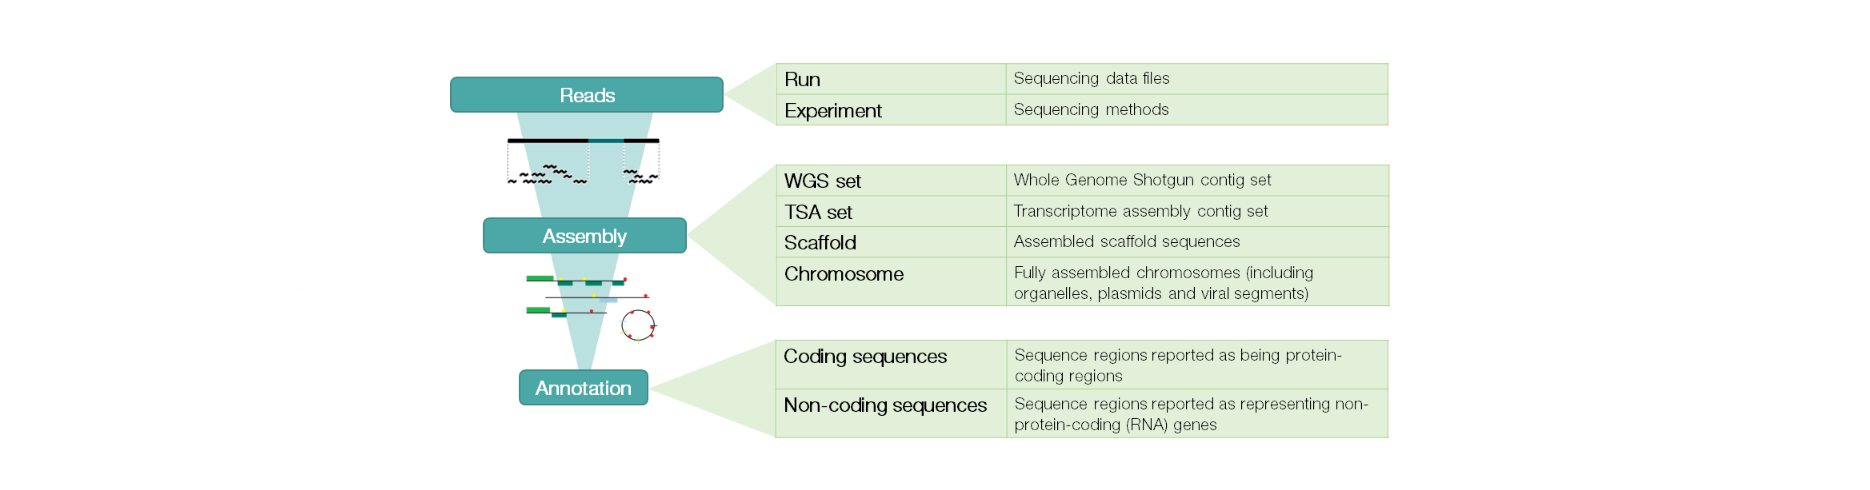 Reads
Run
Sequencing data files
Experiment
Sequencing methods
Assembly
WGS set
Whole Genome Shotgun contig set
TSA set
Transcriptome assembly contig set
Scaffold
Assembled scaffold sequences
Chromosome
Fully assembled chromosomes (including
organelles, plasmids and viral segments)
Annotation
Coding sequences
Sequence regions reported as being protein-
coding regions
Non-coding sequences
Sequence regions reported as representing non-
protein-coding (RNA) genes